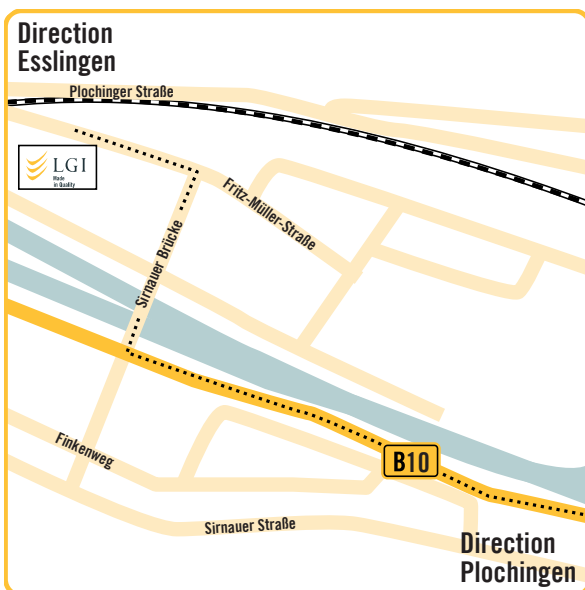 Direction
Esslingen
Plochinger Straße
LGI
Made
in Quality
Fritz-Müller-Straße
Sirnauer Brücke
Finkenweg
B10
Sirnauer Straße
Direction
Plochingen